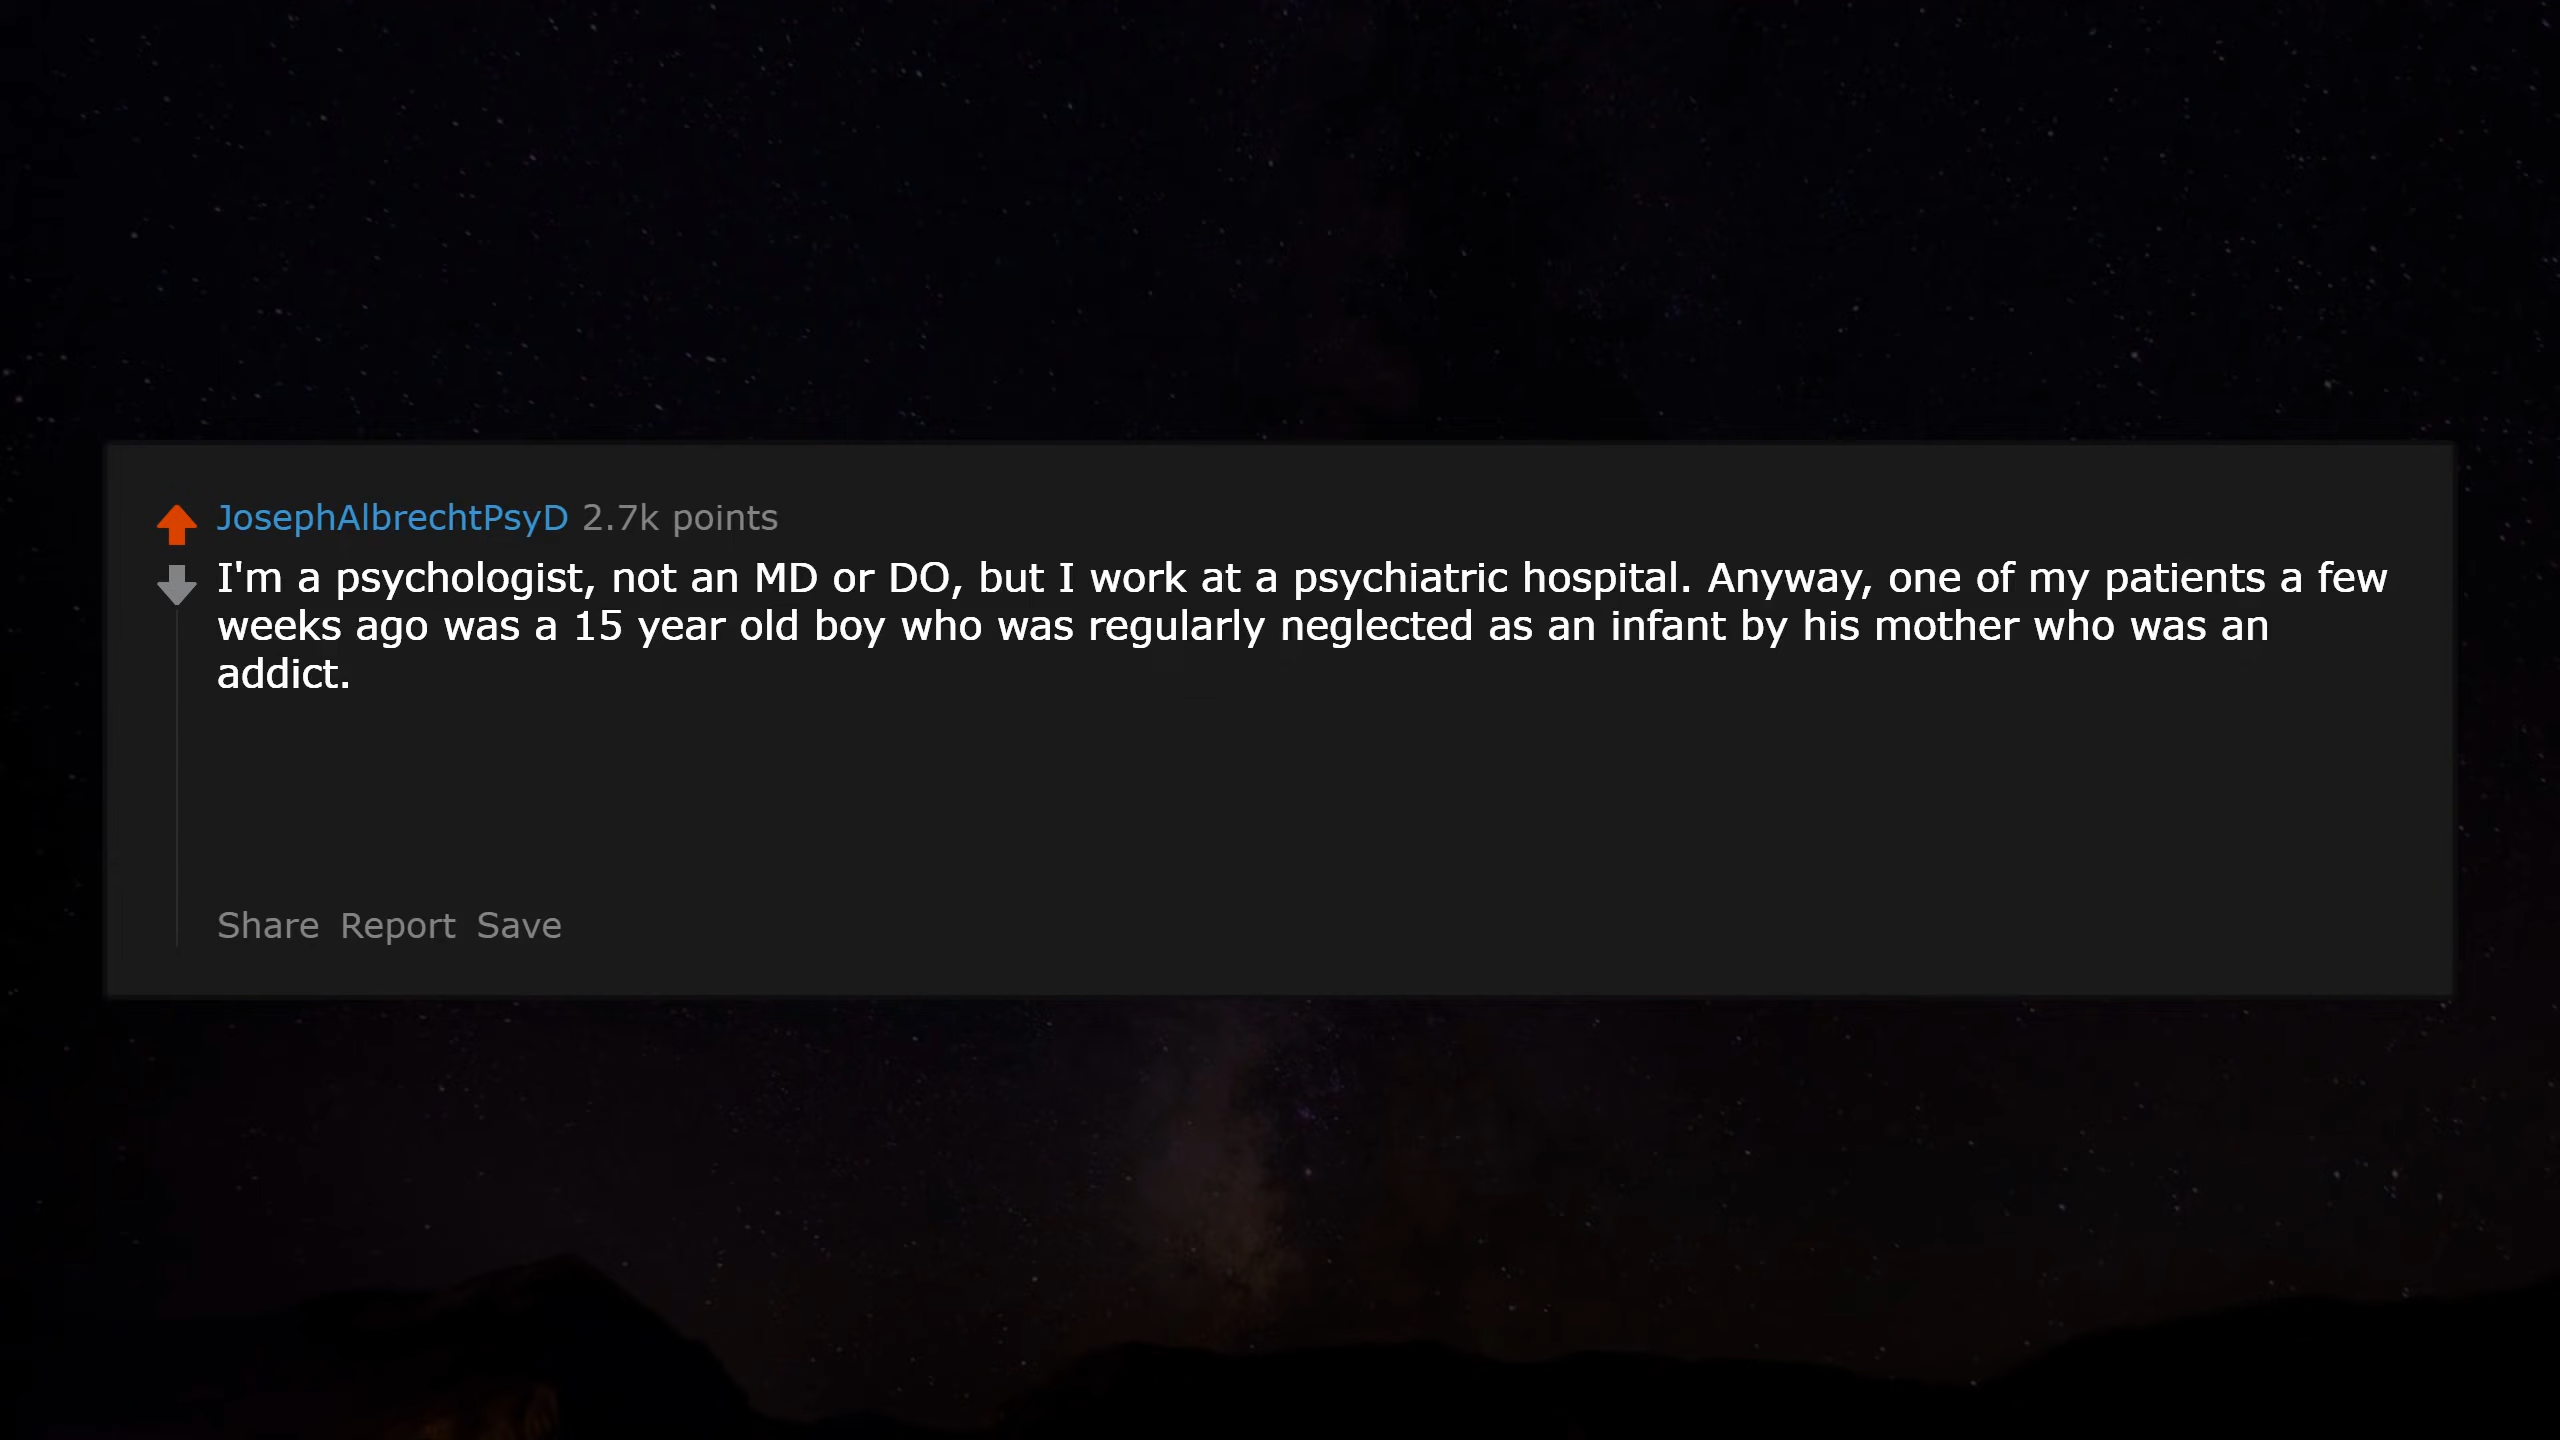 JosephAlbrechtPsyD 2.7k points
I'm a psychologist, not an MD or DO, but I work at a psychiatric hospital. Anyway, one of my patients a few
weeks ago was a 15 year old boy who was regularly neglected as an infant by his mother who was an
addict.
Share Report Save